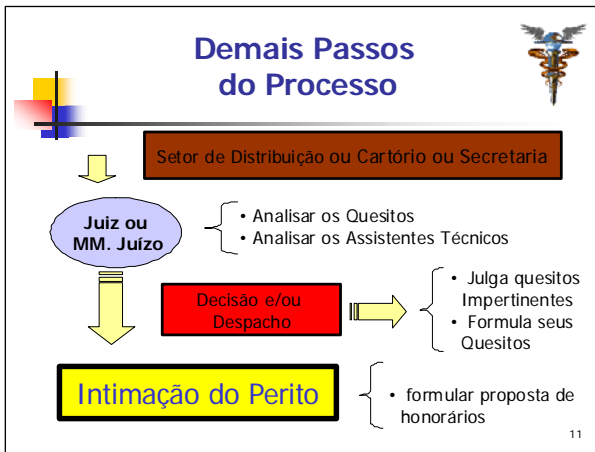 Demais Passos
do Processo
Setor de Distribuição ou Cartório ou Secretaria
Juiz ou
MM. Juízo
• Analisar os Quesitos
• Analisar os Assistentes Técnicos
Decisão e/ou
Despacho
• Julga quesitos
Impertinentes
• Formula seus
Quesitos
Intimação do Perito
• formular proposta de
honorários
11